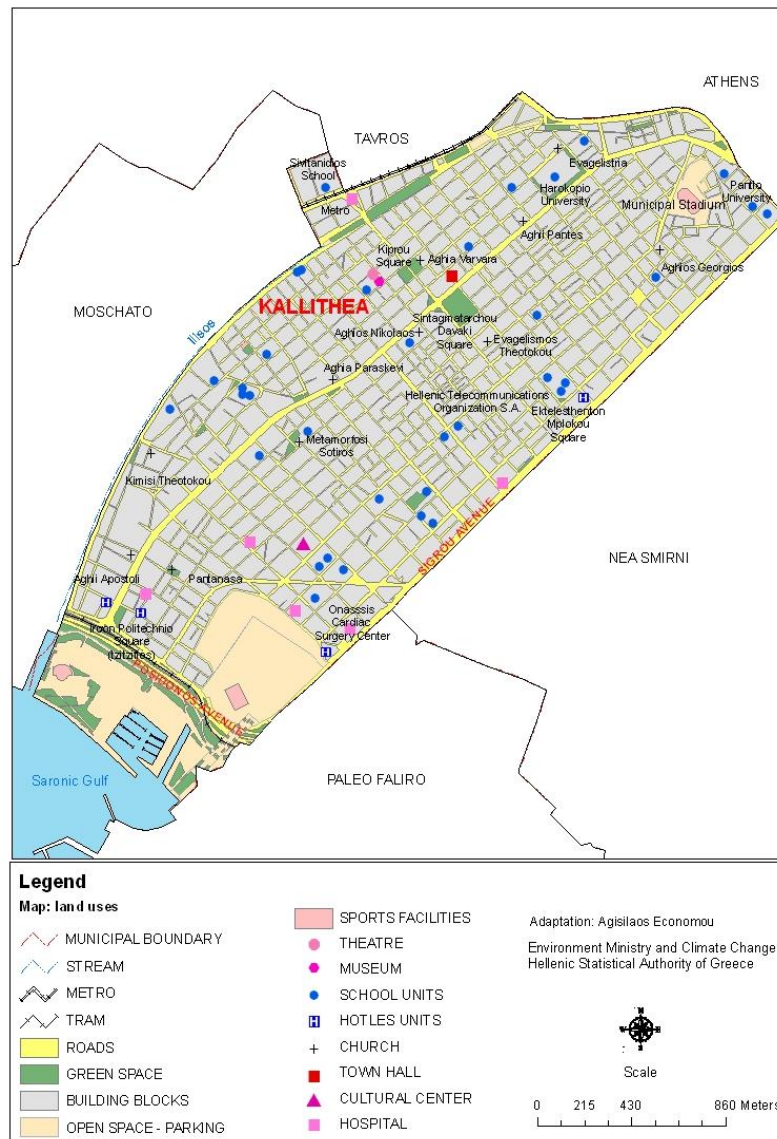 ATHENS
TAVROS
Sivitanidios
School
Evagelistria
Metro
Harokopio
University
Pantio
University
Municipal Stadium
Aghii Pantes
Kiprou
Square
Aghia Varvara
Aghios Georgios
MOSCHATO
KALLITHEA
Ilisos
Sintagmatarchou
Davaki
Square
Aghios Nikolaos
Evagelismos
Theotokou
Aghia Paraskevi
Hellenic Telecommunications
Organization S.A.
Ektelesthenton
Mplokou
Square
Metamorfosi
Sotiros
Kimisi Theotokou
SIGROU AVENUE
NEA SMIRNI
Aghii Apostoli
Pantanasa
Onasssis
Cardiac
Surgery Center
Iroon Politechnio
Square
(tzitzifies)
POSIDONOS AVENUE
Saronic Gulf
PALEO FALIRO
Legend
Map: land uses
MUNICIPAL BOUNDARY
STREAM
METRO
TRAM
ROADS
GREEN SPACE
BUILDING BLOCKS
OPEN SPACE - PARKING
SPORTS FACILITIES
THEATRE
MUSEUM
SCHOOL UNITS
H HOTLES UNITS
CHURCH
TOWN HALL
CULTURAL CENTER
HOSPITAL
Adaptation: Agisilaos Economou
Environment Ministry and Climate Change
Hellenic Statistical Authority of Greece
N
W E
S
Scale
0 215 430 860 Meters